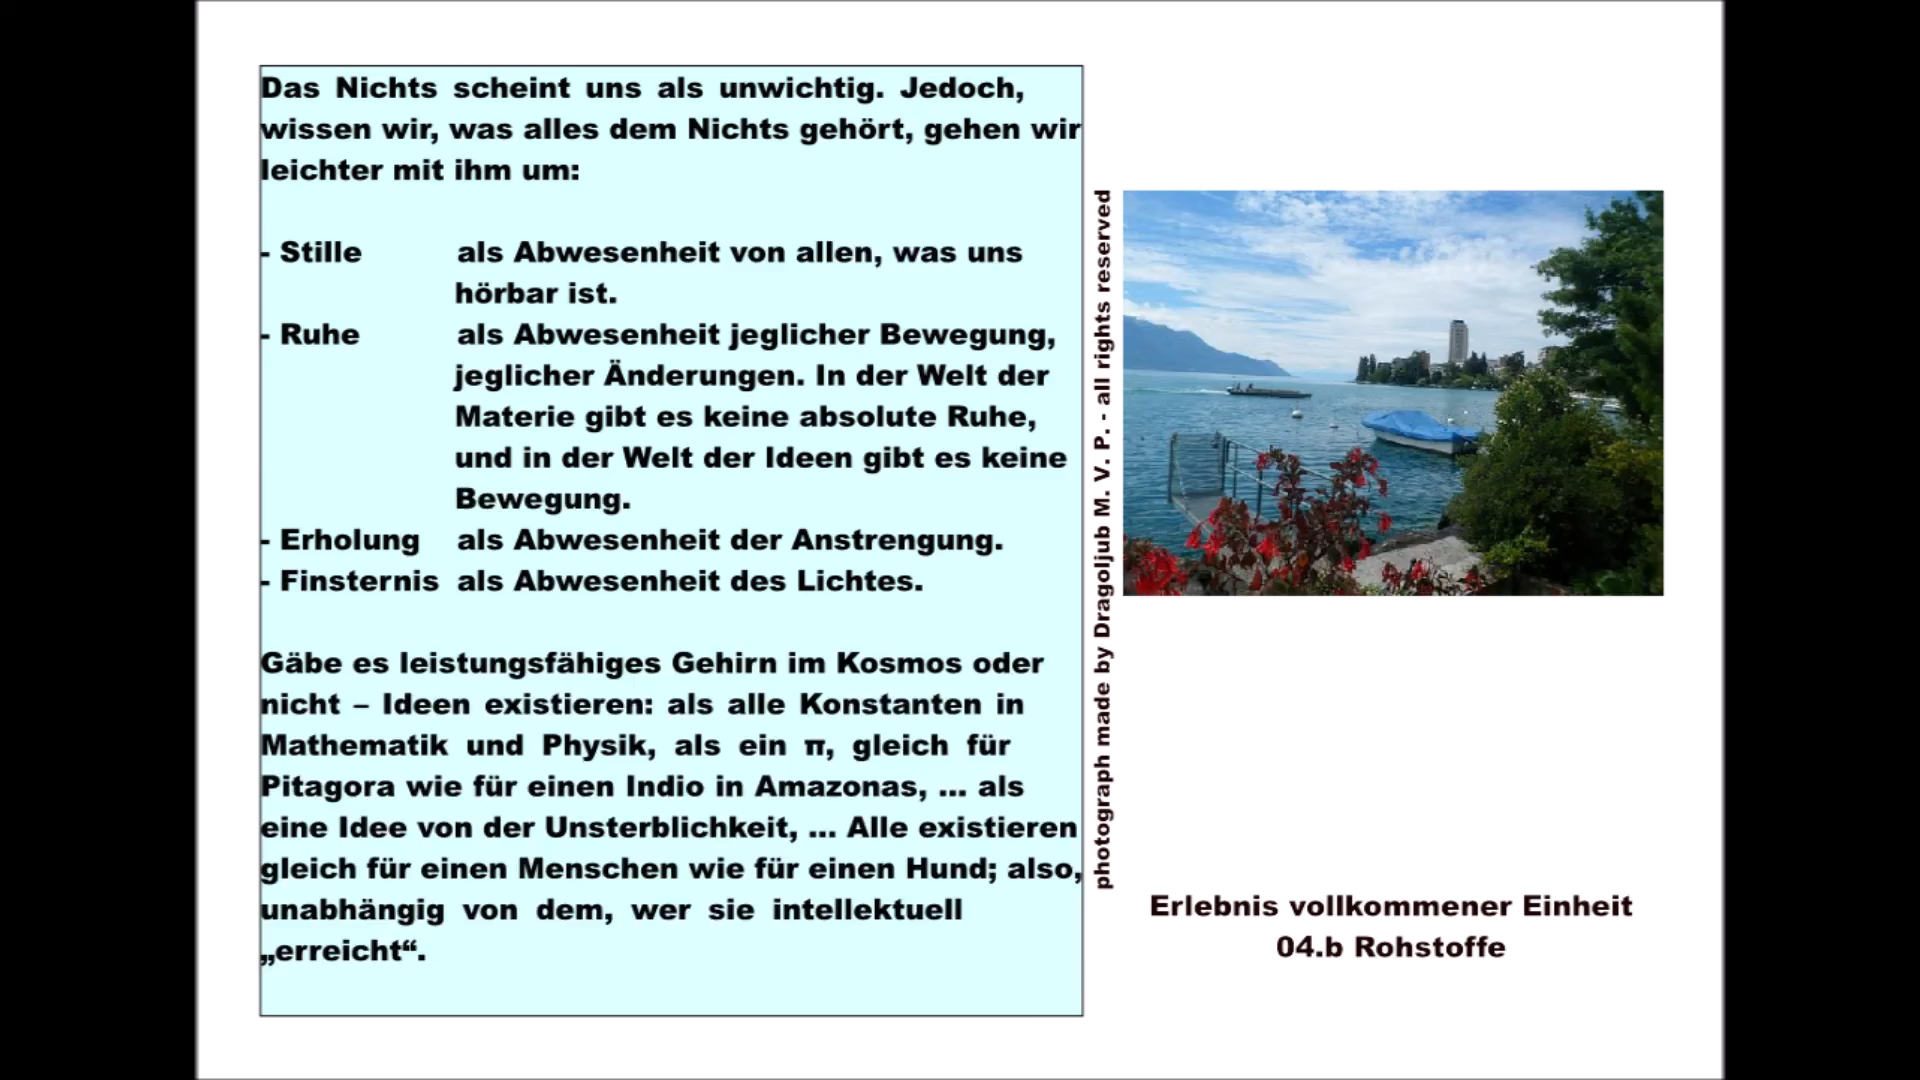 Das Nichts scheint uns als unwichtig. Jedoch,
wissen wir, was alles dem Nichts gehört, gehen wir
leichter mit ihm um:
- Stille als Abwesenheit von allen, was uns
hörbar ist.
- Ruhe als Abwesenheit jeglicher Bewegung,
jeglicher Änderungen. In der Welt der
Materie gibt es keine absolute Ruhe,
und in der Welt der Ideen gibt es keine
Bewegung.
- Erholung als Abwesenheit der Anstrengung.
- Finsternis als Abwesenheit des Lichtes.
Gäbe es leistungsfähiges Gehirn im Kosmos oder
nicht – Ideen existieren: als alle Konstanten in
Mathematik und Physik, als ein π, gleich für
Pitagora wie für einen Indio in Amazonas, ... als
eine Idee von der Unsterblichkeit, ... Alle existieren
gleich für einen Menschen wie für einen Hund; also,
unabhängig von dem, wer sie intellektuell
„erreicht“.
photograph made by Dragoljub M. V. P. - all rights reserved
Erlebnis vollkommener Einheit
04.b Rohstoffe